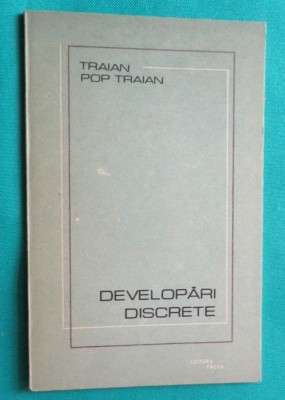 TRAIAN
POP TRAIAN
DEVELOPĂRI
DISCRETE
EDITURA
FACLA